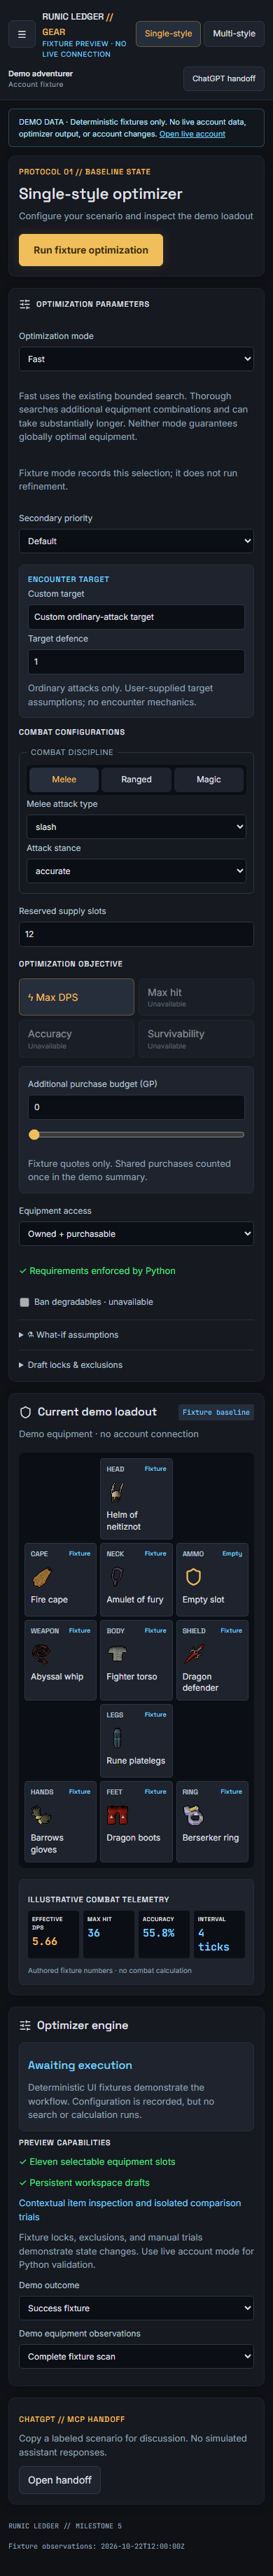 RUNIC LEDGER //
GEAR
FIXTURE PREVIEW · NO
LIVE CONNECTION
Single-style
Multi-style
Demo adventurer
Account fixture
ChatGPT handoff
DEMO DATA · Deterministic fixtures only. No live account data,
optimizer output, or account changes. Open live account
PROTOCOL 01 // BASELINE STATE
Single-style optimizer
Configure your scenario and inspect the demo loadout
Run fixture optimization
OPTIMIZATION PARAMETERS
Optimization mode
Fast
Fast uses the existing bounded search. Thorough
searches additional equipment combinations and can
take substantially longer. Neither mode guarantees
globally optimal equipment.
Fixture mode records this selection; it does not run
refinement.
Secondary priority
Default
ENCOUNTER TARGET
Custom target
Custom ordinary-attack target
Target defence
1
Ordinary attacks only. User-supplied target
assumptions; no encounter mechanics.
COMBAT CONFIGURATIONS
COMBAT DISCIPLINE
Melee
Ranged
Magic
Melee attack type
slash
Attack stance
accurate
Reserved supply slots
12
OPTIMIZATION OBJECTIVE
ϟ Max DPS
Max hit
Unavailable
Accuracy
Unavailable
Survivability
Unavailable
Additional purchase budget (GP)
0
Fixture quotes only. Shared purchases counted
once in the demo summary.
Equipment access
Owned + purchasable
✓ Requirements enforced by Python
Ban degradables · unavailable
▸ ⚗ What-if assumptions
▸ Draft locks & exclusions
Current demo loadout
Fixture baseline
Demo equipment · no account connection
HEAD Fixture
Helm of
neitiznot
CAPE Fixture
Fire cape
NECK Fixture
Amulet of fury
AMMO Empty
Empty slot
WEAPON Fixture
Abyssal whip
BODY Fixture
Fighter torso
SHIELD Fixture
Dragon
defender
LEGS Fixture
Rune platelegs
HANDS Fixture
Barrows
gloves
FEET Fixture
Dragon boots
RING Fixture
Berserker ring
ILLUSTRATIVE COMBAT TELEMETRY
EFFECTIVE
DPS
5.66
MAX HIT
36
ACCURACY
55.8%
INTERVAL
4
ticks
Authored fixture numbers · no combat calculation
Optimizer engine
Awaiting execution
Deterministic UI fixtures demonstrate the
workflow. Configuration is recorded, but no
search or calculation runs.
PREVIEW CAPABILITIES
✓ Eleven selectable equipment slots
✓ Persistent workspace drafts
Contextual item inspection and isolated comparison
trials
Fixture locks, exclusions, and manual trials
demonstrate state changes. Use live account mode for
Python validation.
Demo outcome
Success fixture
Demo equipment observations
Complete fixture scan
CHATGPT // MCP HANDOFF
Copy a labeled scenario for discussion. No simulated
assistant responses.
Open handoff
RUNIC LEDGER // MILESTONE 5
Fixture observations: 2026-10-22T12:00:00Z